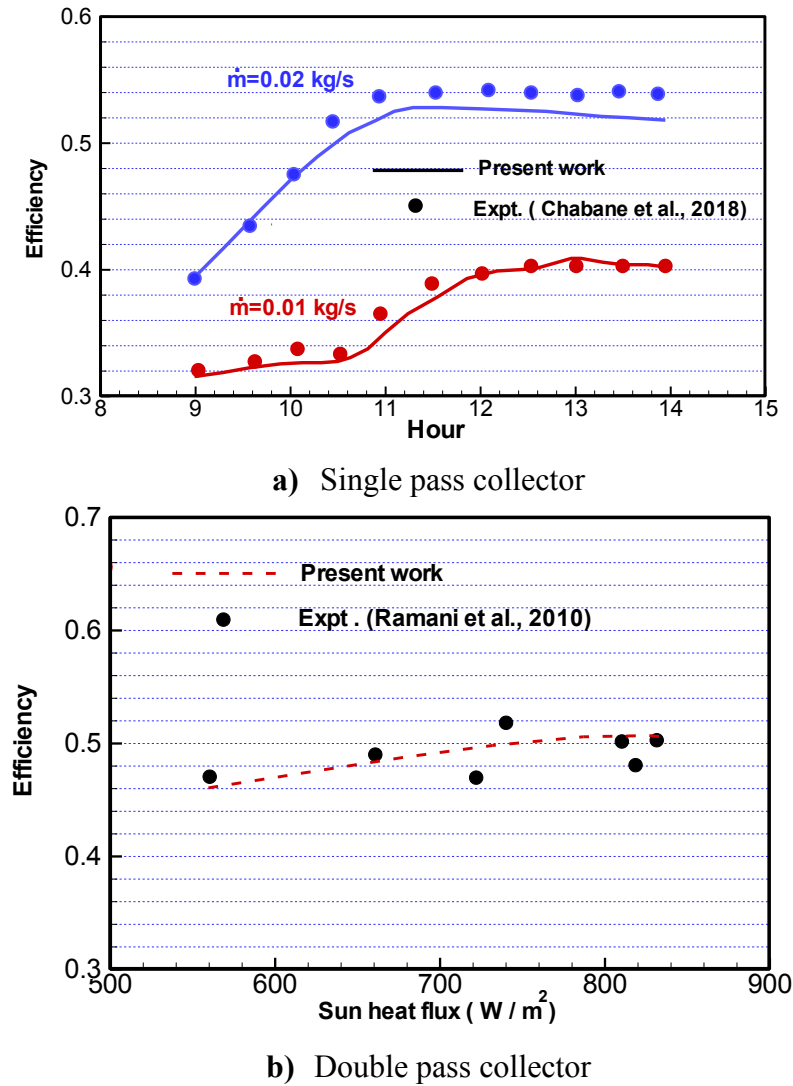 0.6
ṁ=0.02 kg/s
0.5
Present work
Expt. ( Chabane et al., 2018)
Efficiency
0.4
ṁ=0.01 kg/s
0.3
8 9 10 11 12 13 14 15
Hour
a) Single pass collector
0.7
Present work
Expt . (Ramani et al., 2010)
0.6
Efficiency
0.5
0.4
0.3
500 600 700 800 900
Sun heat flux ( W / m²)
b) Double pass collector